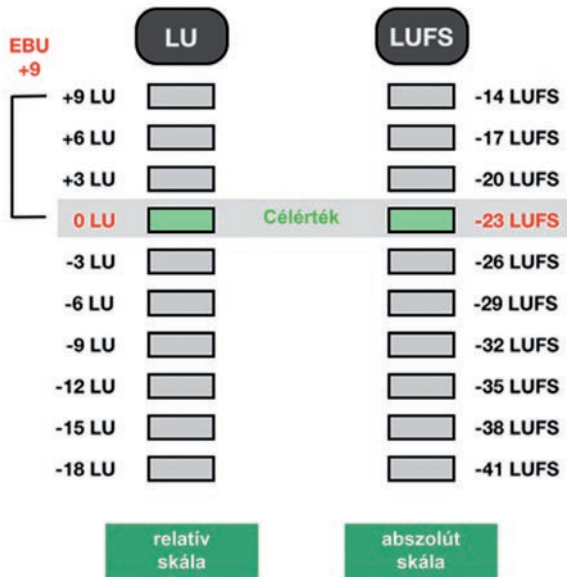 LU LUFS
EBU
+9
+9 LU -14 LUFS
+6 LU -17 LUFS
+3 LU -20 LUFS
0 LU Célérték -23 LUFS
-3 LU -26 LUFS
-6 LU -29 LUFS
-9 LU -32 LUFS
-12 LU -35 LUFS
-15 LU -38 LUFS
-18 LU -41 LUFS
relatív abszolút
skála skála